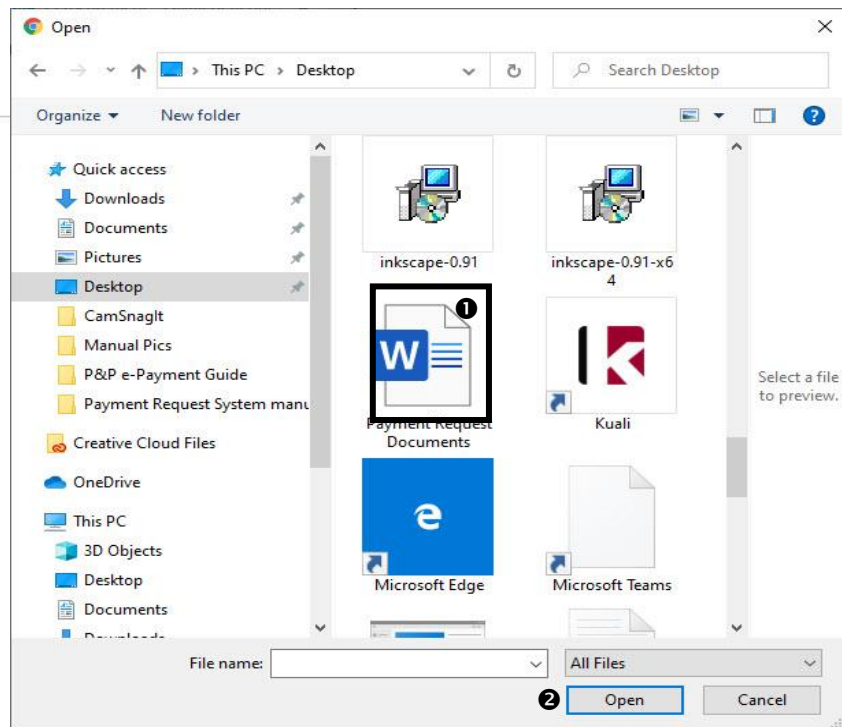 Open
This PC > Desktop
Search Desktop
Organize
New folder
?
Quick access
Downloads
Documents
Pictures
Desktop
CamSnagIt
Manual Pics
P&P e-Payment Guide
Payment Request System manu
Creative Cloud Files
OneDrive
This PC
3D Objects
Desktop
Documents
Downloads
inkscape-0.91
inkscape-0.91-x6
4
❶
W
Payment Request
Documents
K
Kuali
e
Microsoft Edge
Microsoft Teams
Select a file
to preview.
File name:
All Files
❷
Open
Cancel